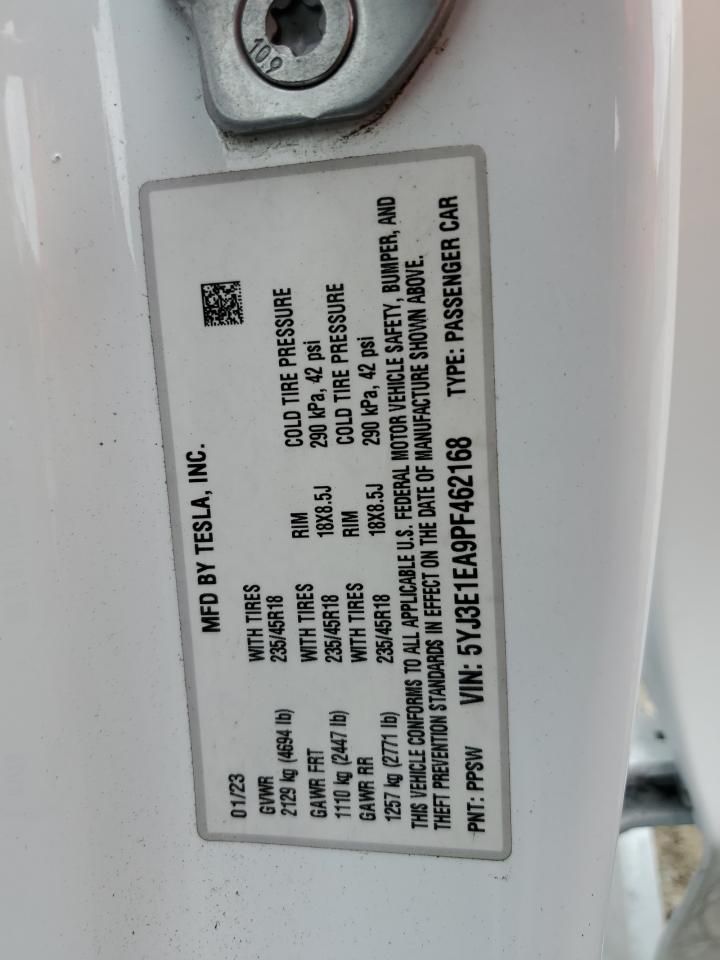 10.9
MFD BY TESLA, INC.
01/23
GVWR WITH TIRES
2129 kg (4694 lb) 235/45R18 RIM COLD TIRE PRESSURE
GAWR FRT WITH TIRES 18X8.5J 290 kPa, 42 psi
1110 kg (2447 lb) 235/45R18 RIM COLD TIRE PRESSURE
GAWR RR WITH TIRES 18X8.5J 290 kPa, 42 psi
1257 kg (2771 lb) 235/45R18
THIS VEHICLE CONFORMS TO ALL APPLICABLE U.S. FEDERAL MOTOR VEHICLE SAFETY, BUMPER, AND
THEFT PREVENTION STANDARDS IN EFFECT ON THE DATE OF MANUFACTURE SHOWN ABOVE.
PNT: PPSW VIN: 5YJ3E1EA9PF462168 TYPE: PASSENGER CAR